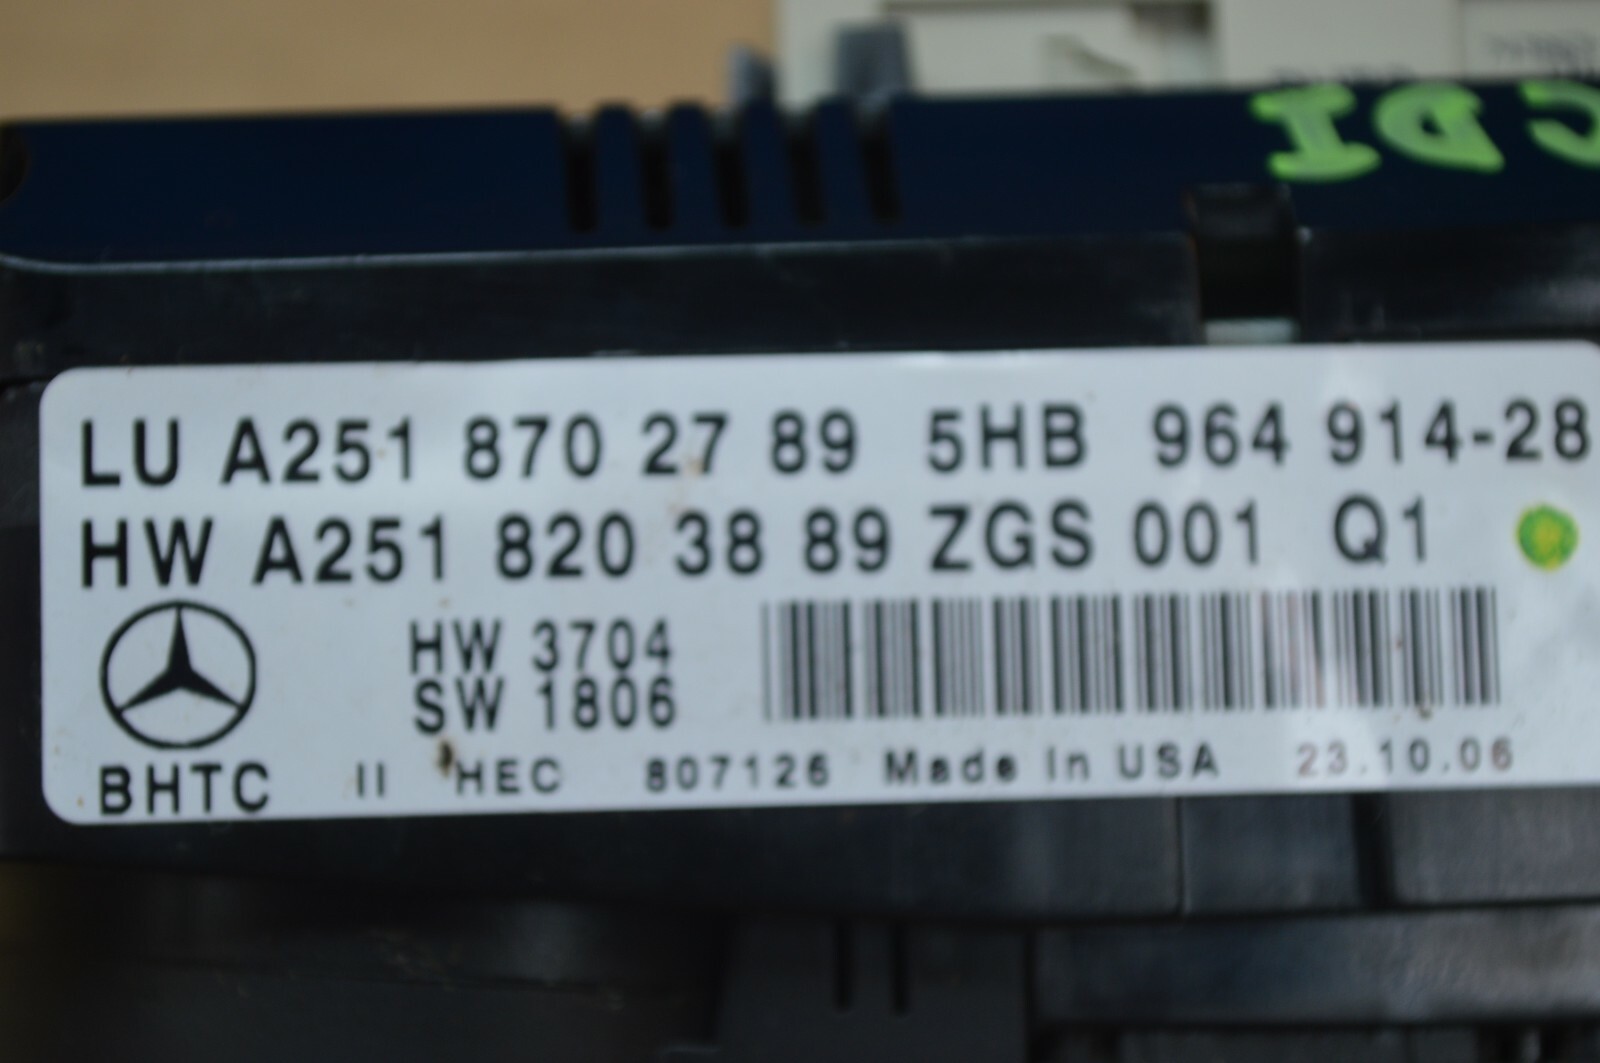 CDI
LU A251 870 27 89 5HB 964 914-28
HW A251 820 38 89 ZGS 001 Q1
HW 3704
SW 1806
BHTC II HEC 807126 Made In USA 23.10.06